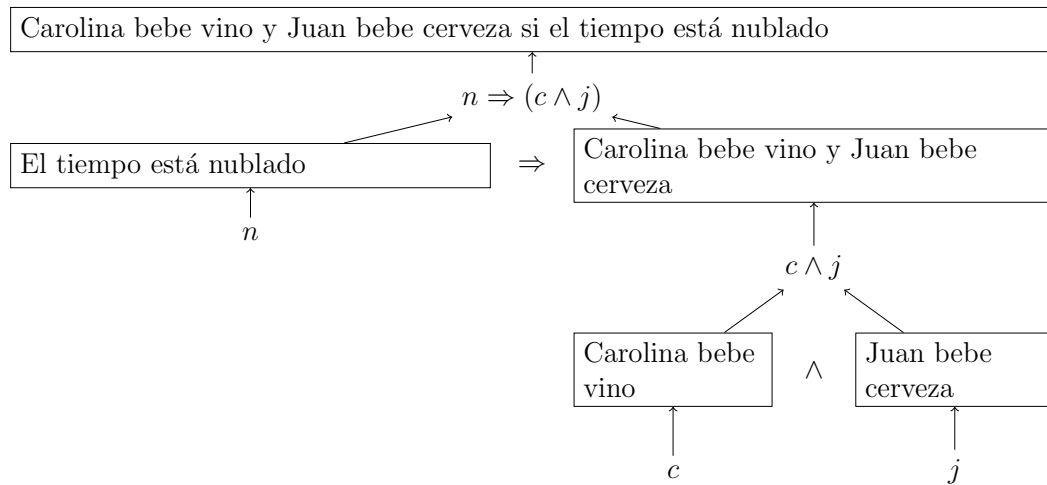 Carolina bebe vino y Juan bebe cerveza si el tiempo está nublado
n ⇒ (c ∧ j)
El tiempo está nublado
⇒
Carolina bebe vino y Juan bebe
cerveza
n
c ∧ j
Carolina bebe
vino
∧
Juan bebe
cerveza
c
j